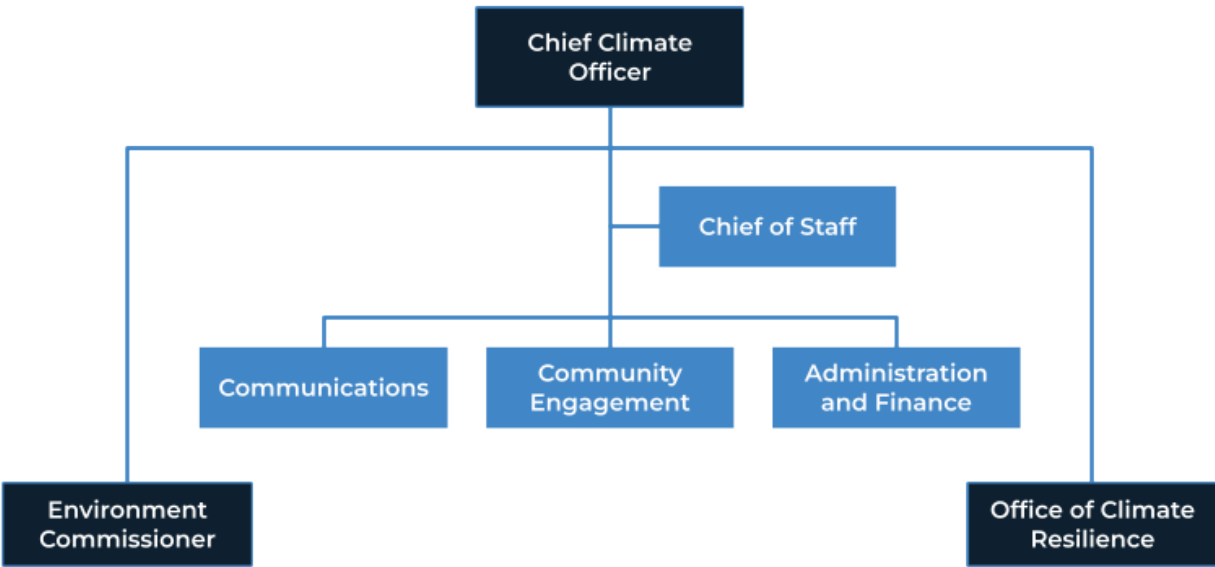 Chief Climate
Officer
Chief of Staff
Communications
Community
Engagement
Administration
and Finance
Environment
Commissioner
Office of Climate
Resilience